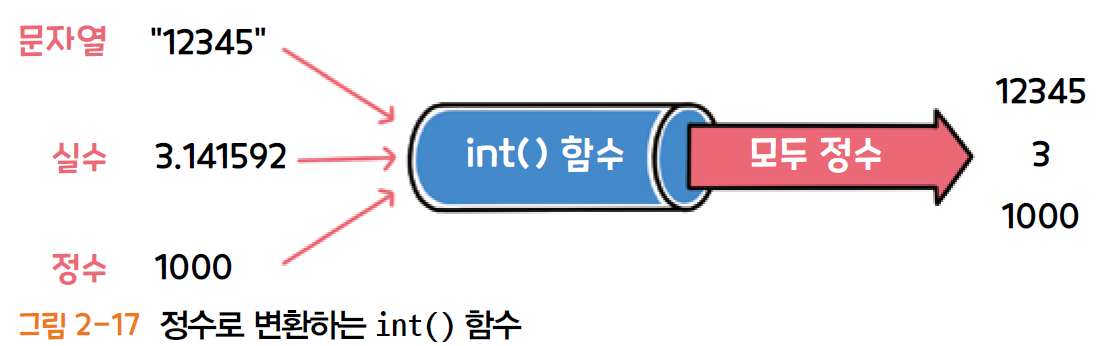 문자열 "12345"
12345
실수 3.141592 int() 함수 모두 정수 3
1000
정수 1000
그림 2-17 정수로 변환하는 int() 함수